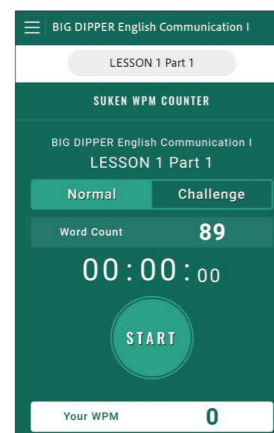 BIG DIPPER English Communication I
LESSON 1 Part 1
SUKEN WPM COUNTER
BIG DIPPER English Communication I
LESSON 1 Part 1
Normal Challenge
Word Count 89
00:00:00
START
Your WPM 0